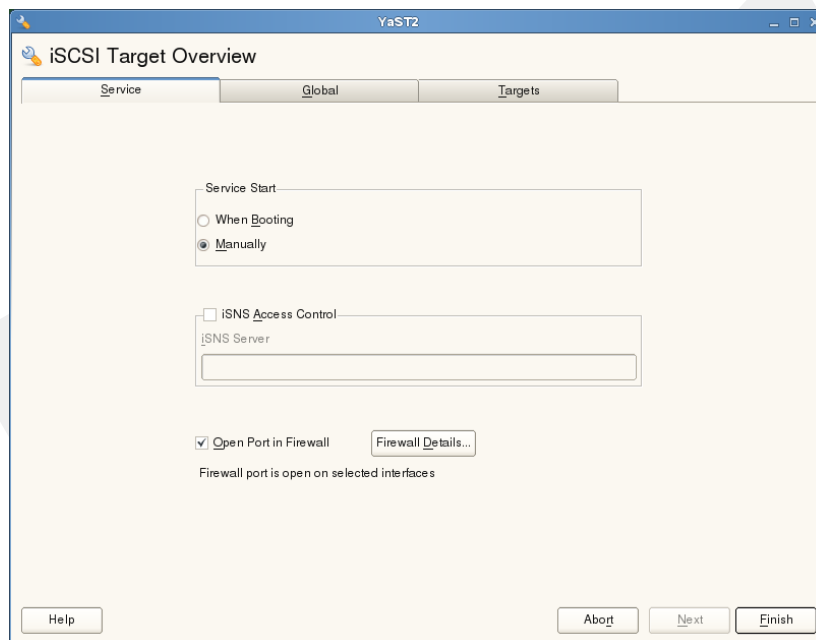 YaST2
iSCSI Target Overview
Service Global Targets
Service Start
When Booting
Manually
iSNS Access Control
iSNS Server
Open Port in Firewall Firewall Details...
Firewall port is open on selected interfaces
Help Abort Next Finish